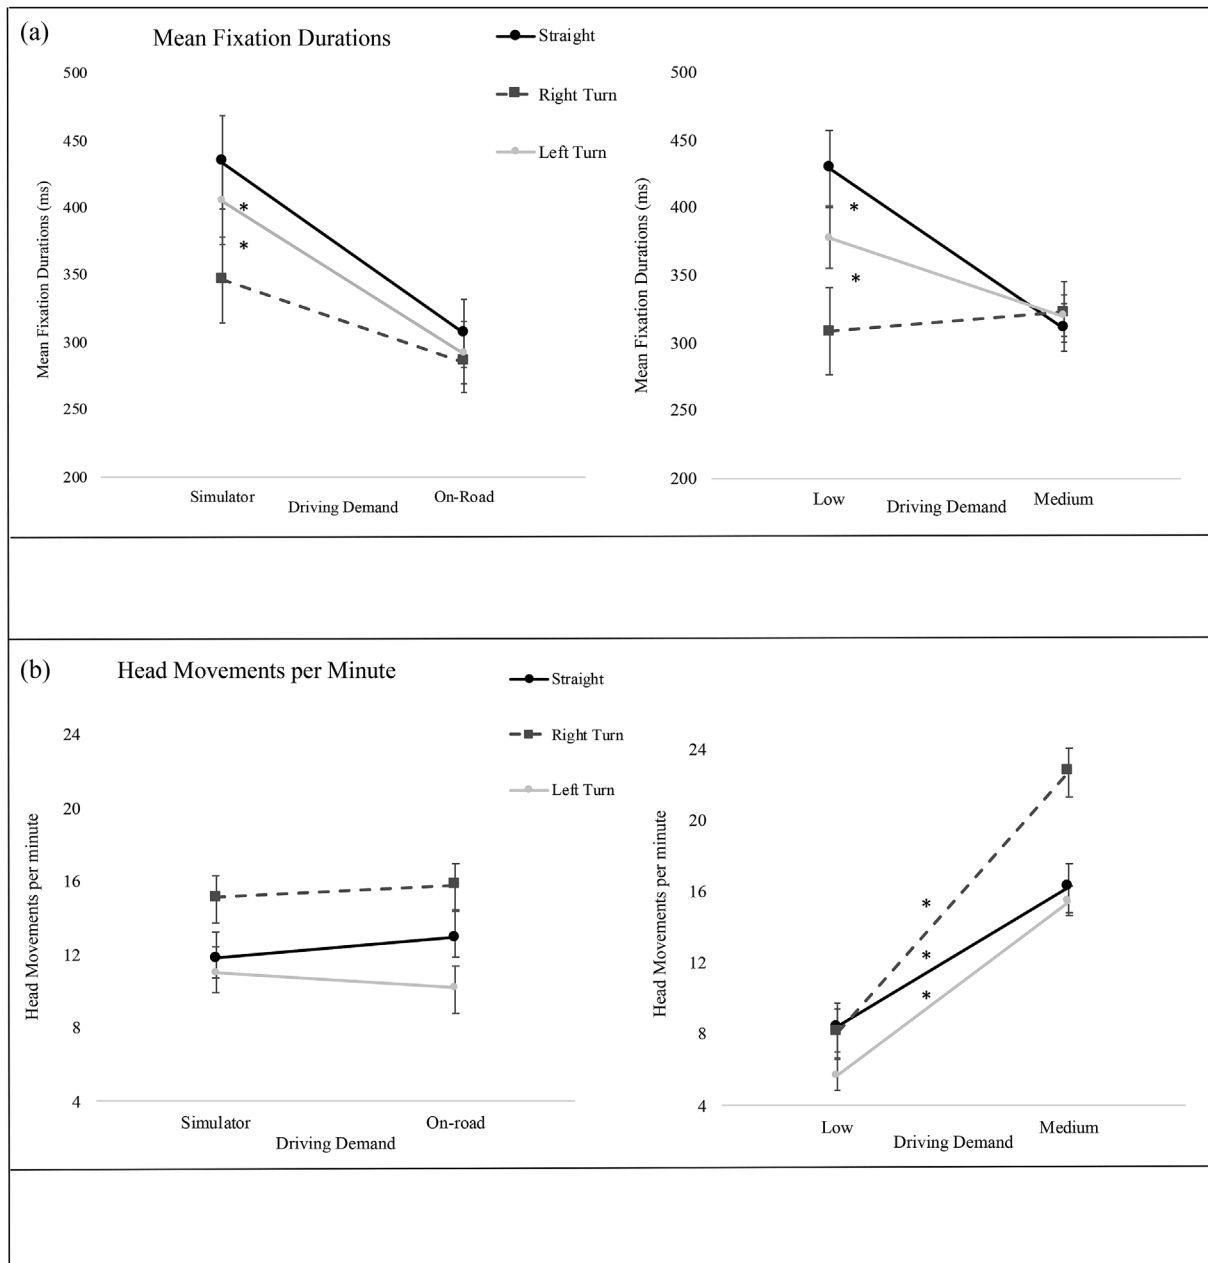 (a)
Mean Fixation Durations
Straight
Right Turn
Left Turn
500
450
400
350
300
250
200
Mean Fixation Durations (ms)
*
*
Simulator
On-Road
Driving Demand
500
450
400
350
300
250
200
Mean Fixation Durations (ms)
*
*
Low
Medium
Driving Demand
(b)
Head Movements per Minute
Straight
Right Turn
Left Turn
24
20
16
12
8
4
Head Movements per minute
Simulator
On-road
Driving Demand
24
20
16
12
8
4
Head Movements per minute
*
*
*
Low
Medium
Driving Demand